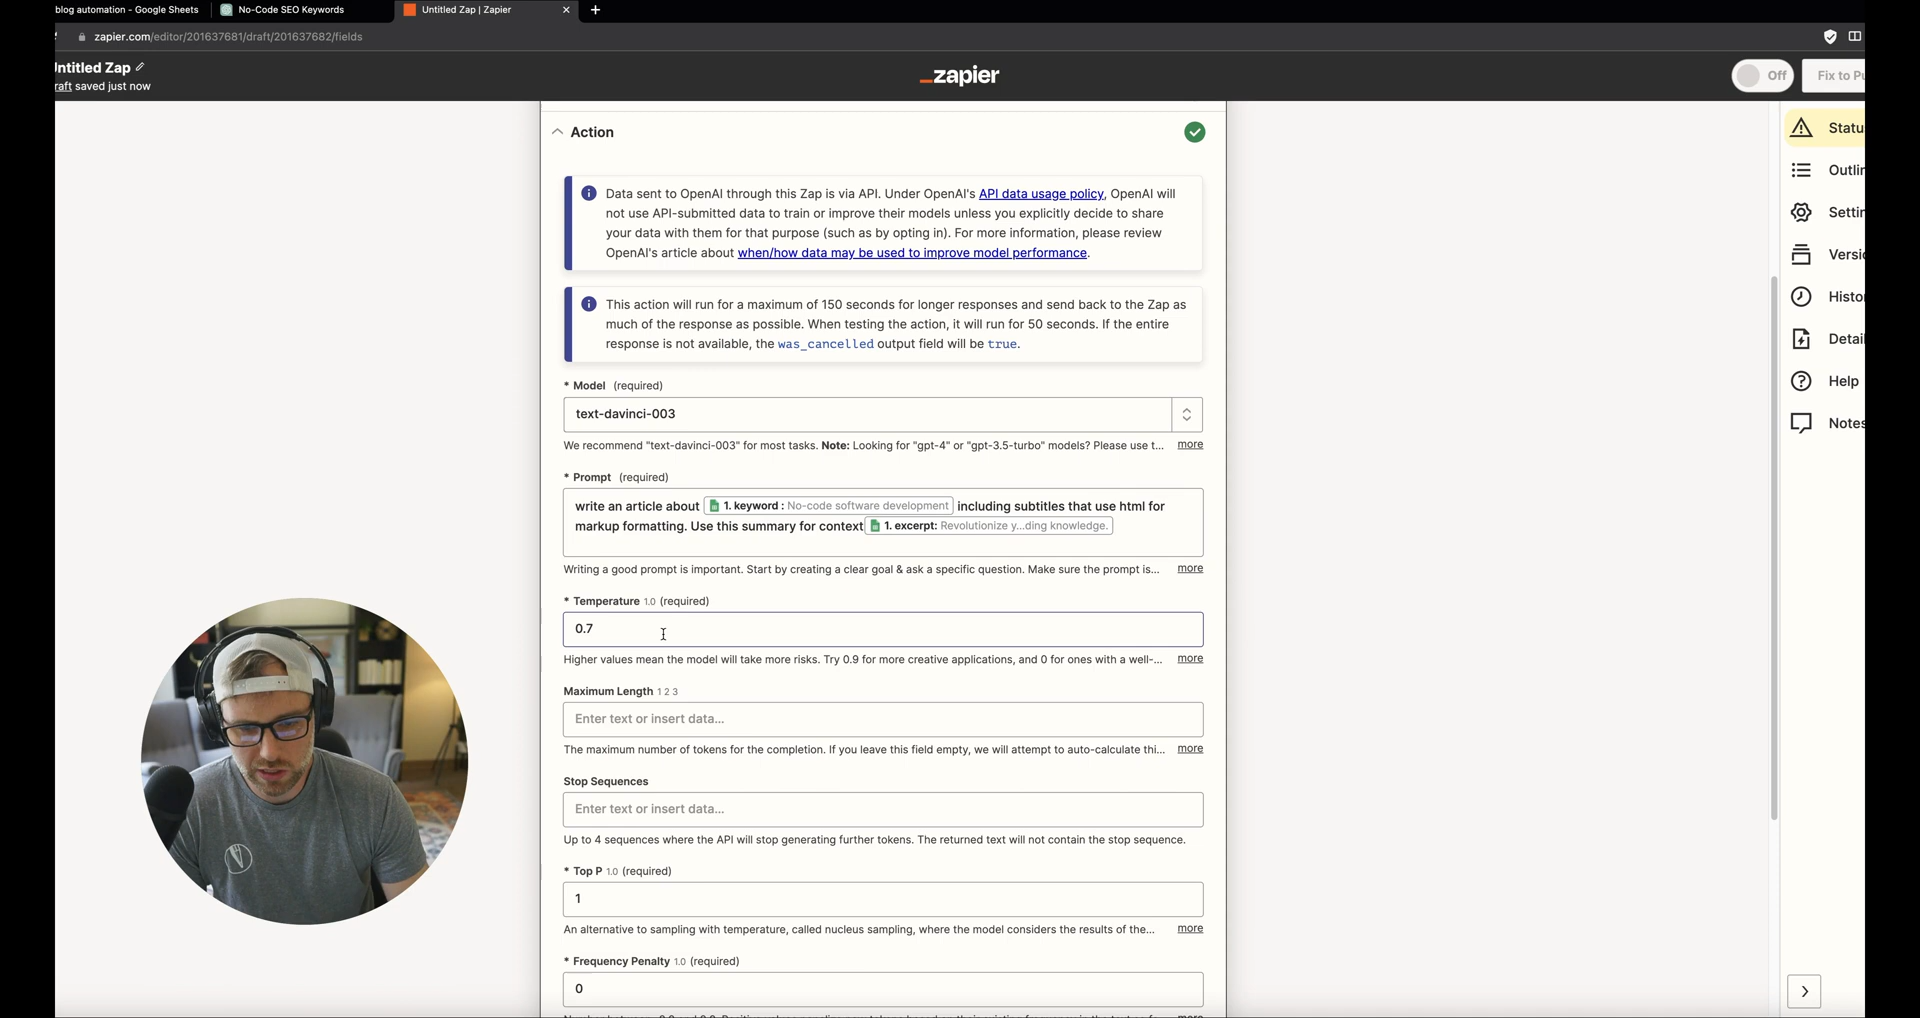 blog automation - Google Sheets
No-Code SEO Keywords
Untitled Zap | Zapier
zapier.com/editor/201637681/draft/201637682/fields
ntitled Zap
raft saved just now
_zapier
Off
Fix to Pu
Action
Data sent to OpenAI through this Zap is via API. Under OpenAI's API data usage policy, OpenAI will
not use API-submitted data to train or improve their models unless you explicitly decide to share
your data with them for that purpose (such as by opting in). For more information, please review
OpenAI's article about when/how data may be used to improve model performance.
This action will run for a maximum of 150 seconds for longer responses and send back to the Zap as
much of the response as possible. When testing the action, it will run for 50 seconds. If the entire
response is not available, the was_cancelled output field will be true.
* Model (required)
text-davinci-003
We recommend "text-davinci-003" for most tasks. Note: Looking for "gpt-4" or "gpt-3.5-turbo" models? Please use t... more
* Prompt (required)
write an article about 1. keyword : No-code software development including subtitles that use html for
markup formatting. Use this summary for context 1. excerpt: Revolutionize y...ding knowledge.
Writing a good prompt is important. Start by creating a clear goal & ask a specific question. Make sure the prompt is... more
* Temperature 1.0 (required)
0.7
Higher values mean the model will take more risks. Try 0.9 for more creative applications, and 0 for ones with a well-... more
Maximum Length 1 2 3
Enter text or insert data...
The maximum number of tokens for the completion. If you leave this field empty, we will attempt to auto-calculate thi... more
Stop Sequences
Enter text or insert data...
Up to 4 sequences where the API will stop generating further tokens. The returned text will not contain the stop sequence.
* Top P 1.0 (required)
1
An alternative to sampling with temperature, called nucleus sampling, where the model considers the results of the... more
* Frequency Penalty 1.0 (required)
0
Statu
Outlin
Settin
Versio
Histor
Detail
Help
Notes